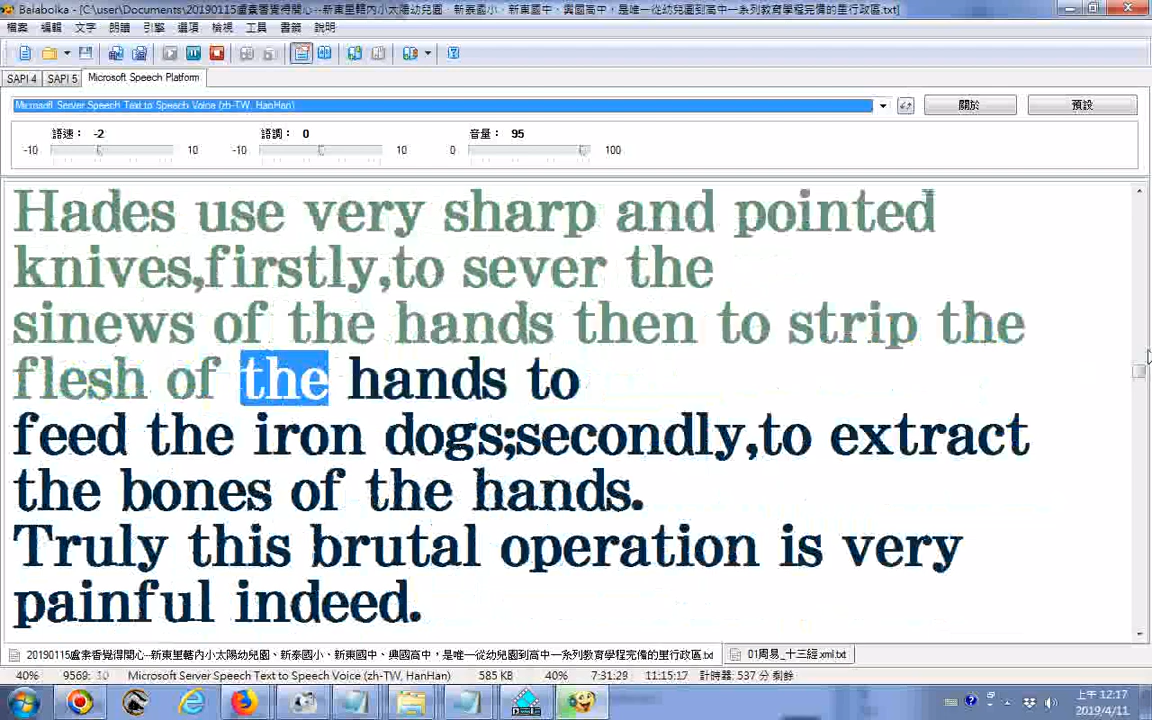 Balabolka - [C:\user\Documents\20190115盧素香覺得開心--新東里轄內小太陽幼兒園、新泰國小、新東國中、興國高中，是唯一從幼兒園到高中一系列教育學程完備的里行政區.txt]
檔案 編輯 文字 朗讀 引擎 選項 檢視 工具 書籤 說明
SAPI 4 SAPI 5 Microsoft Speech Platform
Microsoft Server Speech Text to Speech Voice (zh-TW, HanHan) 關於 預設
語速： -2 語調： 0 音量： 95
-10 10 -10 10 0 100
Hades use very sharp and pointed
knives,firstly,to sever the
sinews of the hands then to strip the
flesh of the hands to
feed the iron dogs;secondly,to extract
the bones of the hands.
Truly this brutal operation is very
painful indeed.
20190115盧素香覺得開心--新東里轄內小太陽幼兒園、新泰國小、新東國中、興國高中，是唯一從幼兒園到高中一系列教育學程完備的里行政區.txt 01周易_十三經.xml.txt
40% Microsoft Server Speech Text to Speech Voice (zh-TW, HanHan) 585 KB 40% 7:31:29 11:15:17 計時器: 537 分 剩餘
上午 12:17
2019/4/11